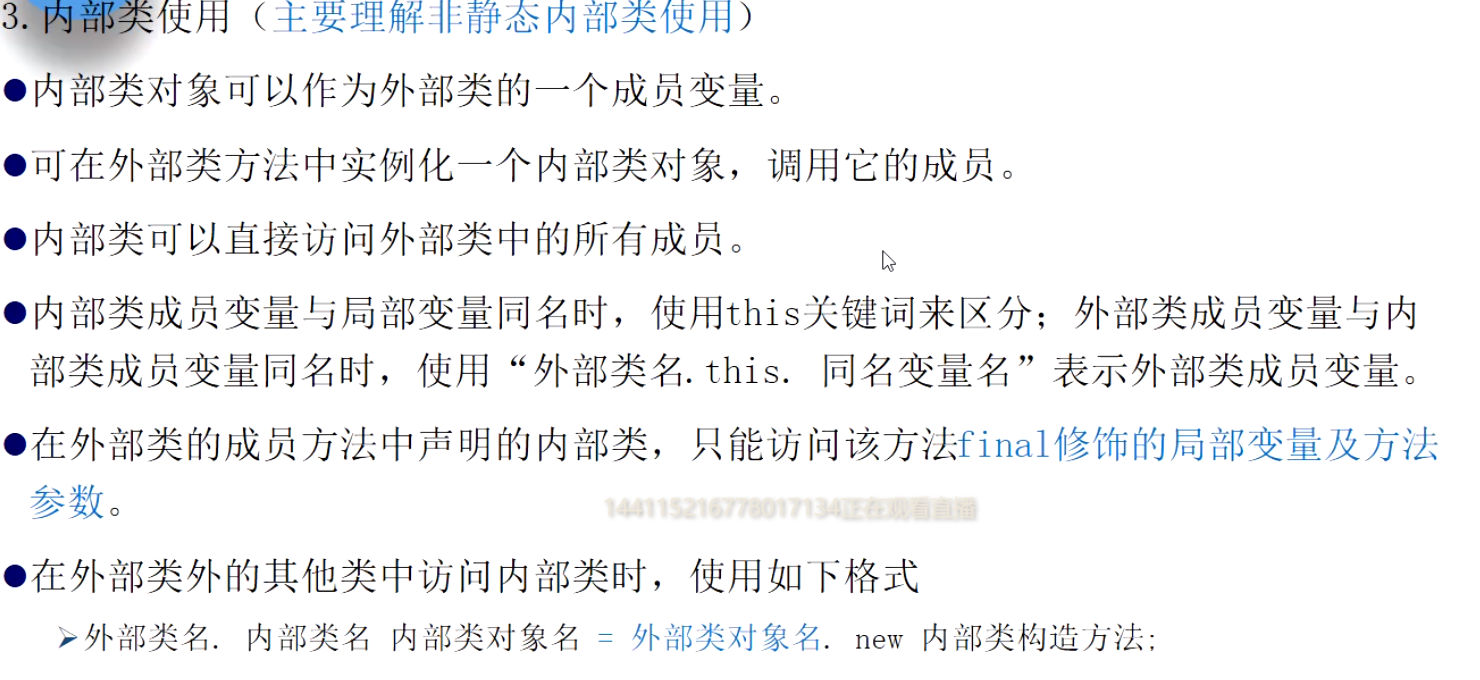 3. 内部类使用（主要理解非静态内部类使用）
●内部类对象可以作为外部类的一个成员变量。
●可在外部类方法中实例化一个内部类对象，调用它的成员。
●内部类可以直接访问外部类中的所有成员。
●内部类成员变量与局部变量同名时，使用this关键词来区分；外部类成员变量与内
部类成员变量同名时，使用“外部类名.this. 同名变量名”表示外部类成员变量。
●在外部类的成员方法中声明的内部类，只能访问该方法final修饰的局部变量及方法
参数。
144115216778017134正在观看直播
●在外部类外的其他类中访问内部类时，使用如下格式
➢外部类名. 内部类名 内部类对象名 = 外部类对象名. new 内部类构造方法;